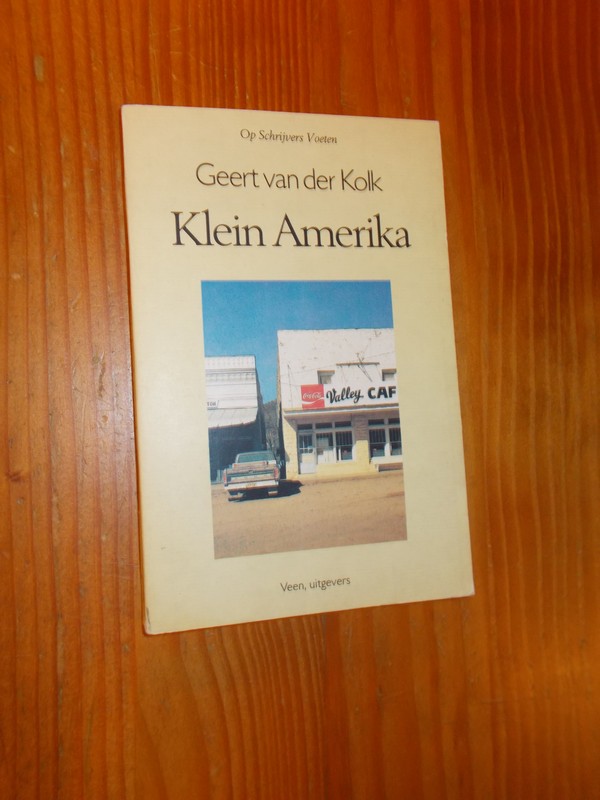 Op Schrijvers Voeten
Geert van der Kolk
Klein Amerika
Coca-Cola
Valley CAF
Veen, uitgevers